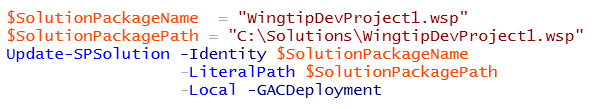 $SolutionPackageName  = "WingtipDevProject1.wsp"
$SolutionPackagePath = "C:\Solutions\WingtipDevProject1.wsp"
Update-SPSolution -Identity $SolutionPackageName
                  -LiteralPath $SolutionPackagePath
                  -Local -GACDeployment